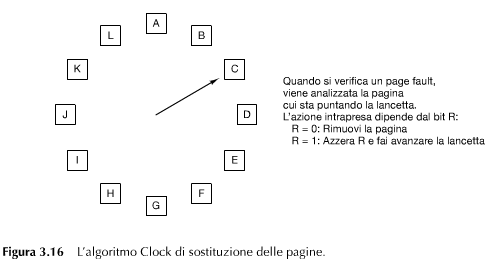 A
L
B
K
C
J
D
I
E
H
F
G
Quando si verifica un page fault,
viene analizzata la pagina
cui sta puntando la lancetta.
L'azione intrapresa dipende dal bit R:
R = 0: Rimuovi la pagina
R = 1: Azzera R e fai avanzare la lancetta
Figura 3.16 L'algoritmo Clock di sostituzione delle pagine.